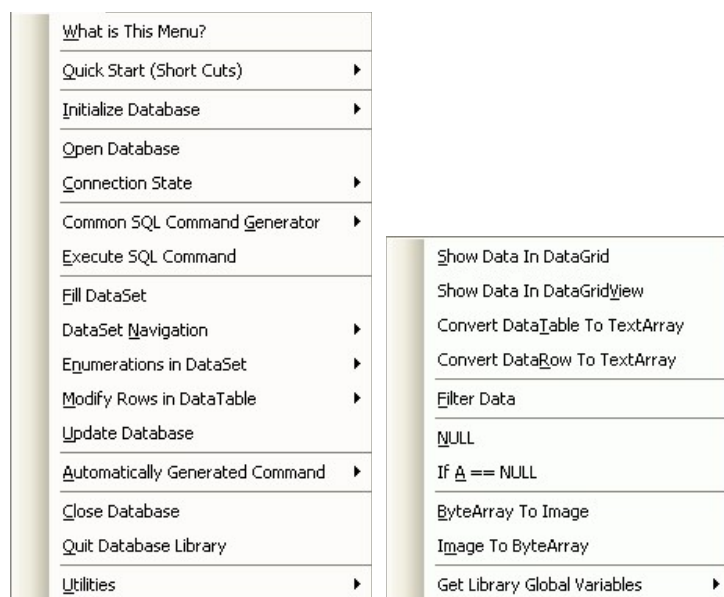 What is This Menu?
Quick Start (Short Cuts)
Initialize Database
Open Database
Connection State
Common SQL Command Generator
Execute SQL Command
Fill DataSet
DataSet Navigation
Enumerations in DataSet
Modify Rows in DataTable
Update Database
Automatically Generated Command
Close Database
Quit Database Library
Utilities
Show Data In DataGrid
Show Data In DataGridView
Convert DataTable To TextArray
Convert DataRow To TextArray
Filter Data
NULL
If A == NULL
ByteArray To Image
Image To ByteArray
Get Library Global Variables